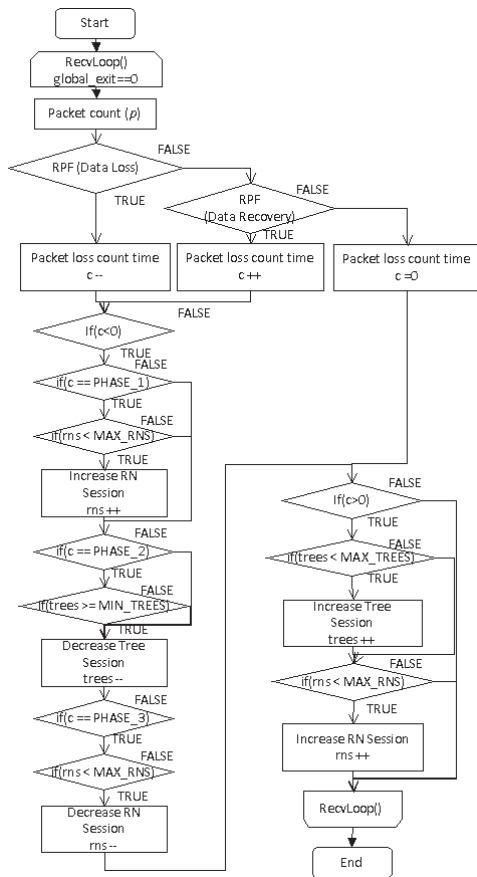 Start
RecvLoop()
global_exit==0
Packet count (p)
FALSE
RPF (Data Loss)
TRUE
FALSE
RPF
(Data Recovery)
TRUE
Packet loss count time
c --
Packet loss count time
c ++
Packet loss count time
c =0
FALSE
If(c<0)
TRUE
FALSE
if(c == PHASE_1)
TRUE
FALSE
if(rns < MAX_RNS)
TRUE
Increase RN
Session
rns ++
FALSE
if(c == PHASE_2)
TRUE
FALSE
if(trees >= MIN_TREES)
TRUE
Decrease Tree
Session
trees --
FALSE
if(c == PHASE_3)
TRUE
FALSE
if(rns < MAX_RNS)
TRUE
Decrease RN
Session
rns --
FALSE
If(c>0)
TRUE
FALSE
if(trees < MAX_TREES)
TRUE
Increase Tree
Session
trees ++
FALSE
if(rns < MAX_RNS)
TRUE
Increase RN Session
rns ++
RecvLoop()
End